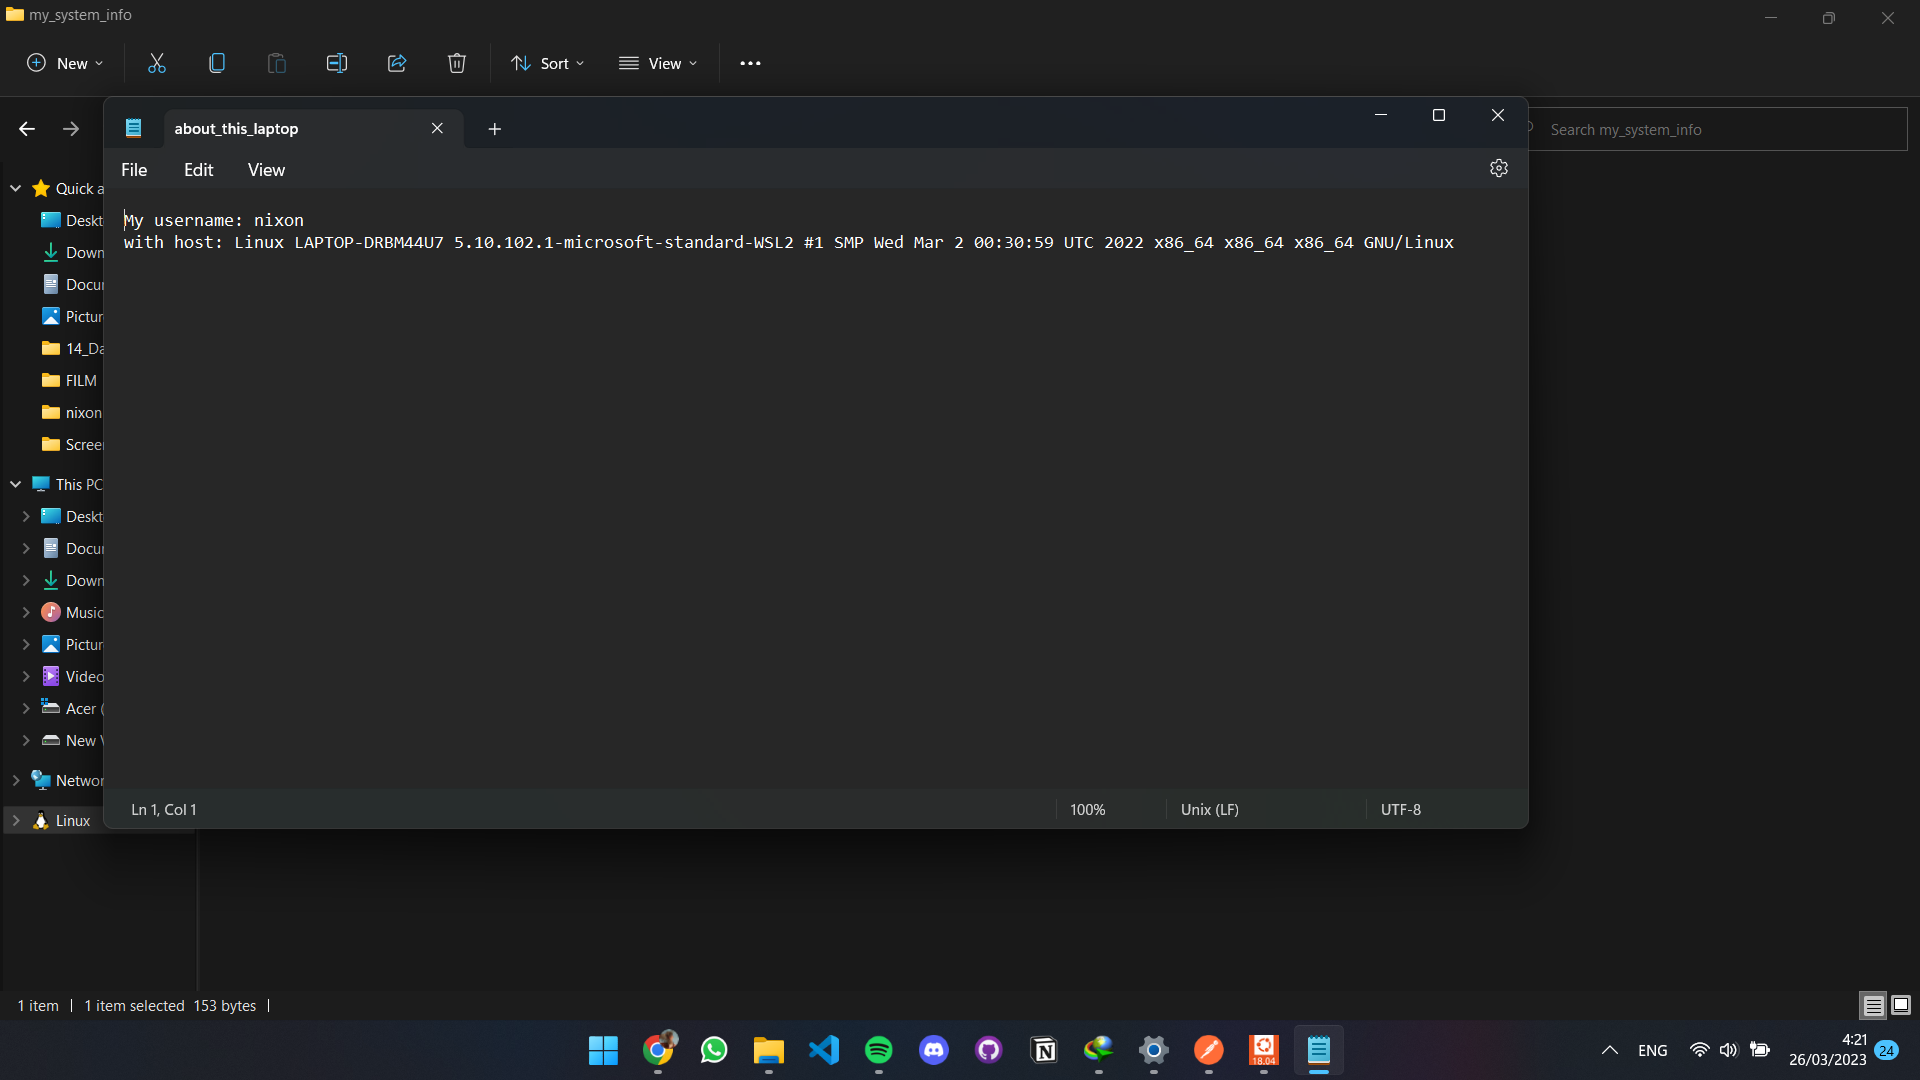 my_system_info
New
Sort
View
about_this_laptop
Search my_system_info
File Edit View
My username: nixon
with host: Linux LAPTOP-DRBM44U7 5.10.102.1-microsoft-standard-WSL2 #1 SMP Wed Mar 2 00:30:59 UTC 2022 x86_64 x86_64 x86_64 GNU/Linux
Quick a
Deskt
Down
Docu
Pictur
14_Da
FILM
nixon
Screen
This PC
Deskt
Docu
Down
Music
Pictur
Video
Acer (
New V
Networ
Linux
Ln 1, Col 1
100%
Unix (LF)
UTF-8
1 item
1 item selected 153 bytes
18.04
ENG
4:21
26/03/2023
24